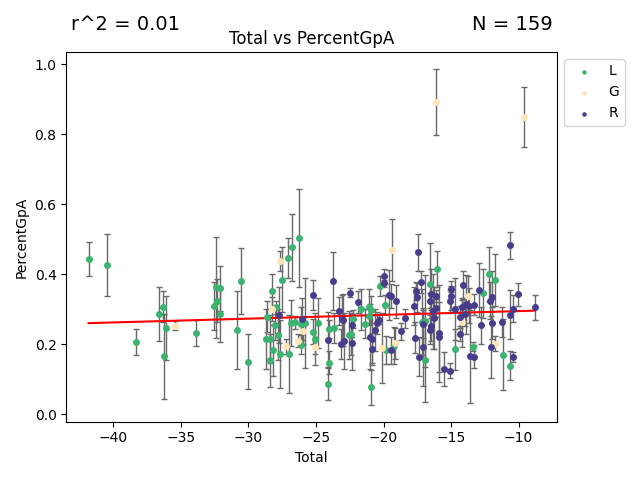 r^2 = 0.01
N = 159
Total vs PercentGpA
L
G
R
1.0
0.8
0.6
0.4
0.2
0.0
PercentGpA
−40
−35
−30
−25
−20
−15
−10
Total